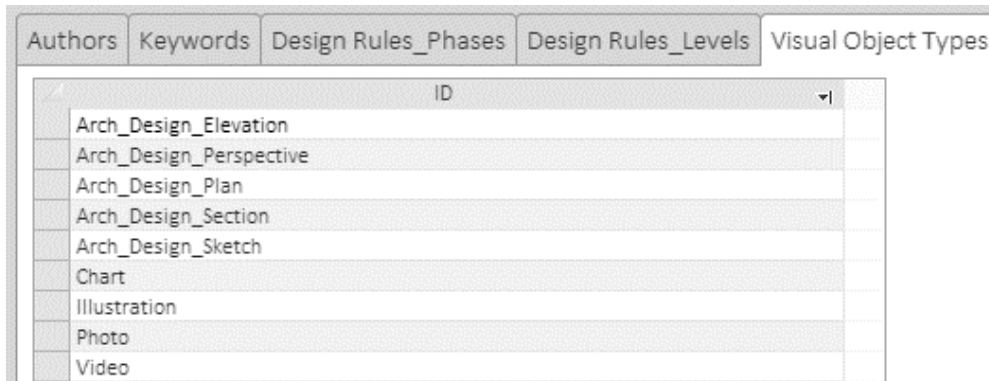 Authors Keywords Design Rules_Phases Design Rules_Levels Visual Object Types
ID
Arch_Design_Elevation
Arch_Design_Perspective
Arch_Design_Plan
Arch_Design_Section
Arch_Design_Sketch
Chart
Illustration
Photo
Video